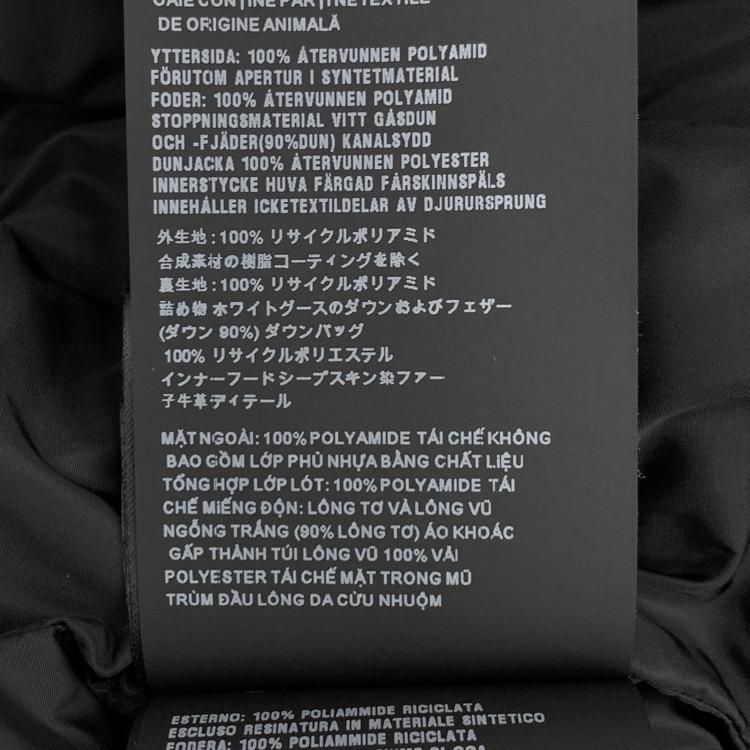 OAIE CONȚINE PĂRȚI NETEXTILE
DE ORIGINE ANIMALĂ
YTTERSIDA: 100% ÅTERVUNNEN POLYAMID
FÖRUTOM APERTUR I SYNTETMATERIAL
FODER: 100% ÅTERVUNNEN POLYAMID
STOPPNINGSMATERIAL VITT GÅSDUN
OCH -FJÄDER(90%DUN) KANALSYDD
DUNJACKA 100% ÅTERVUNNEN POLYESTER
INNERSTYCKE HUVA FÄRGAD FÅRSKINNSPÄLS
INNEHÅLLER ICKETEXTILDELAR AV DJURURSPRUNG
外生地:100% リサイクルポリアミド
合成素材の樹脂コーティングを除く
裏生地:100% リサイクルポリアミド
詰め物 ホワイトグースのダウンおよびフェザー
(ダウン 90%) ダウンバッグ
100% リサイクルポリエステル
インナーフードシープスキン染ファー
子牛革ディテール
MẶT NGOÀI: 100% POLYAMIDE TÁI CHẾ KHÔNG
BAO GỒM LỚP PHỦ NHỰA BẰNG CHẤT LIỆU
TỔNG HỢP LỚP LÓT: 100% POLYAMIDE TÁI
CHẾ MIẾNG ĐỘN: LÔNG TƠ VÀ LÔNG VŨ
NGỖNG TRẮNG (90% LÔNG TƠ) ÁO KHOÁC
GẤP THÀNH TÚI LÔNG VŨ 100% VẢI
POLYESTER TÁI CHẾ MẶT TRONG MŨ
TRÙM ĐẦU LÔNG DA CỪU NHUỘM
ESTERNO: 100% POLIAMMIDE RICICLATA
ESCLUSO RESINATURA IN MATERIALE SINTETICO
FODERA: 100% POLIAMMIDE RICICLATA